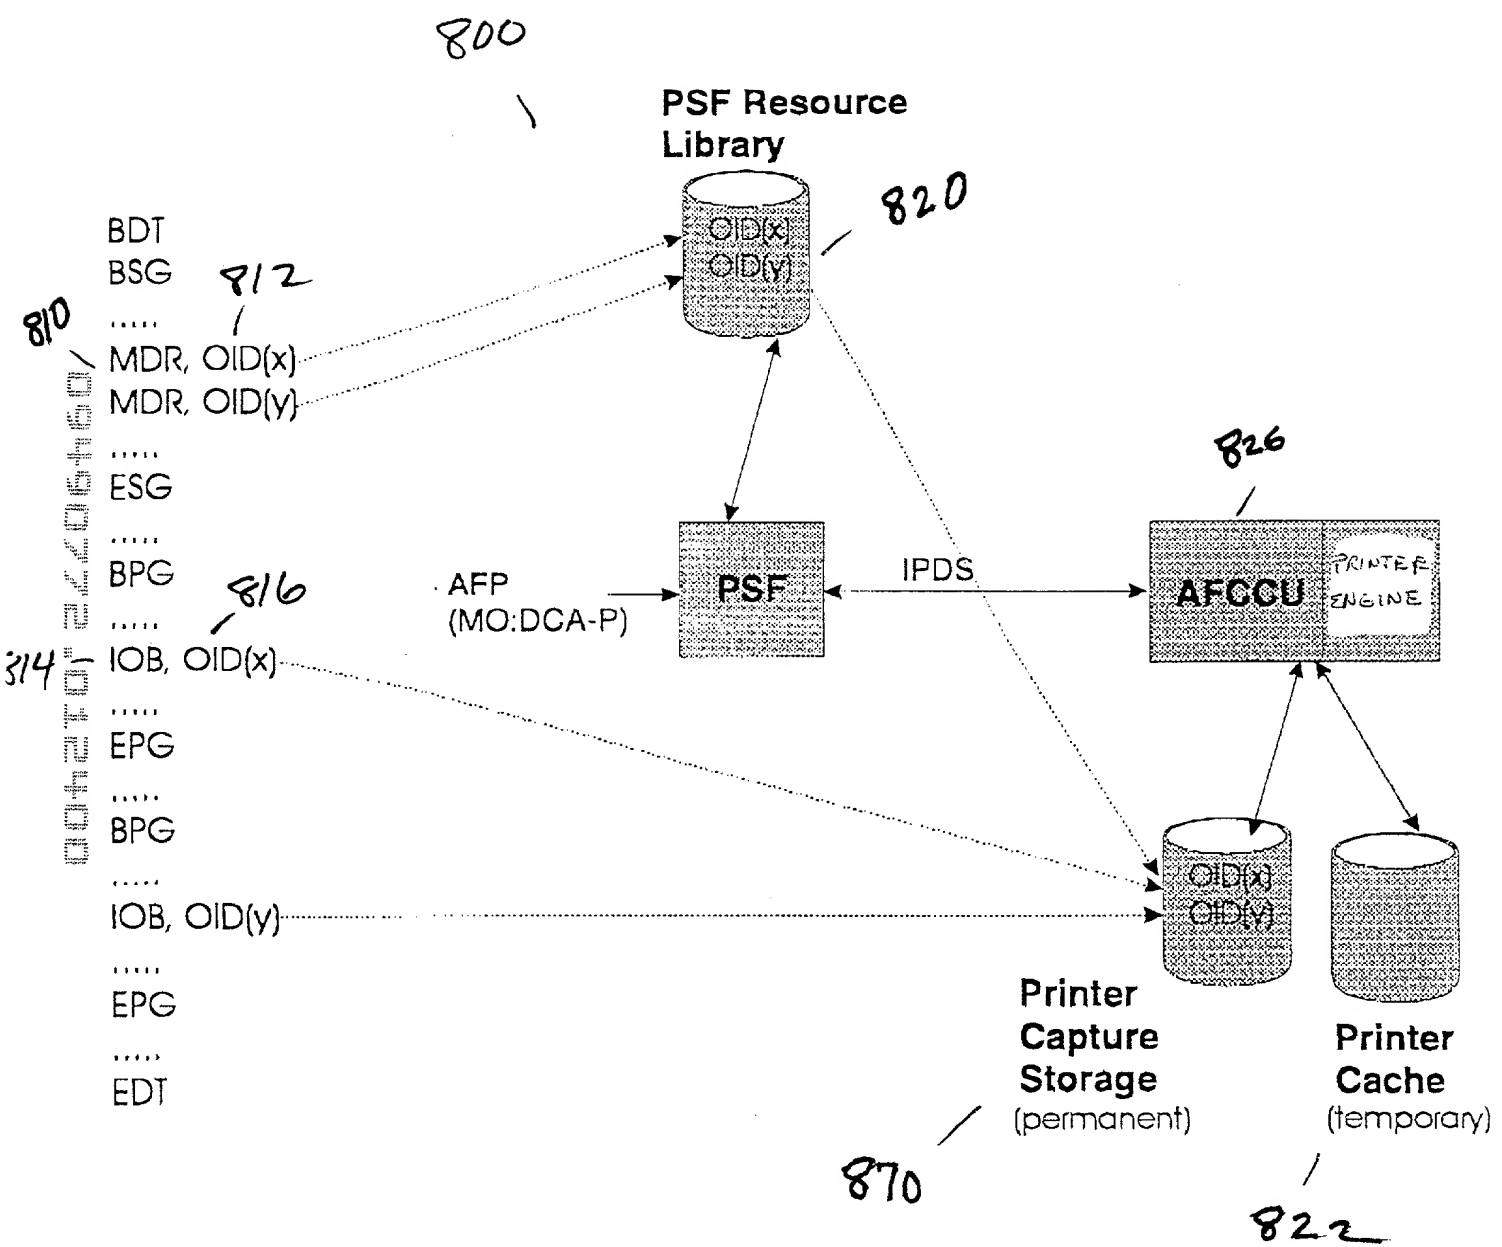 800
PSF Resource
Library
820
OID(x)
OID(y)
BDT
BSG
812
810
.....
MDR, OID(x)
MDR, OID(y)
.....
ESG
.....
BPG
816
.....
314
IOB, OID(x)
.....
EPG
.....
BPG
.....
IOB, OID(y)
.....
EPG
.....
EDT
AFP
(MO:DCA-P)
PSF
IPDS
826
AFCCU
PRINTER
ENGINE
OID(x)
OID(y)
Printer
Capture
Storage
(permanent)
870
Printer
Cache
(temporary)
822